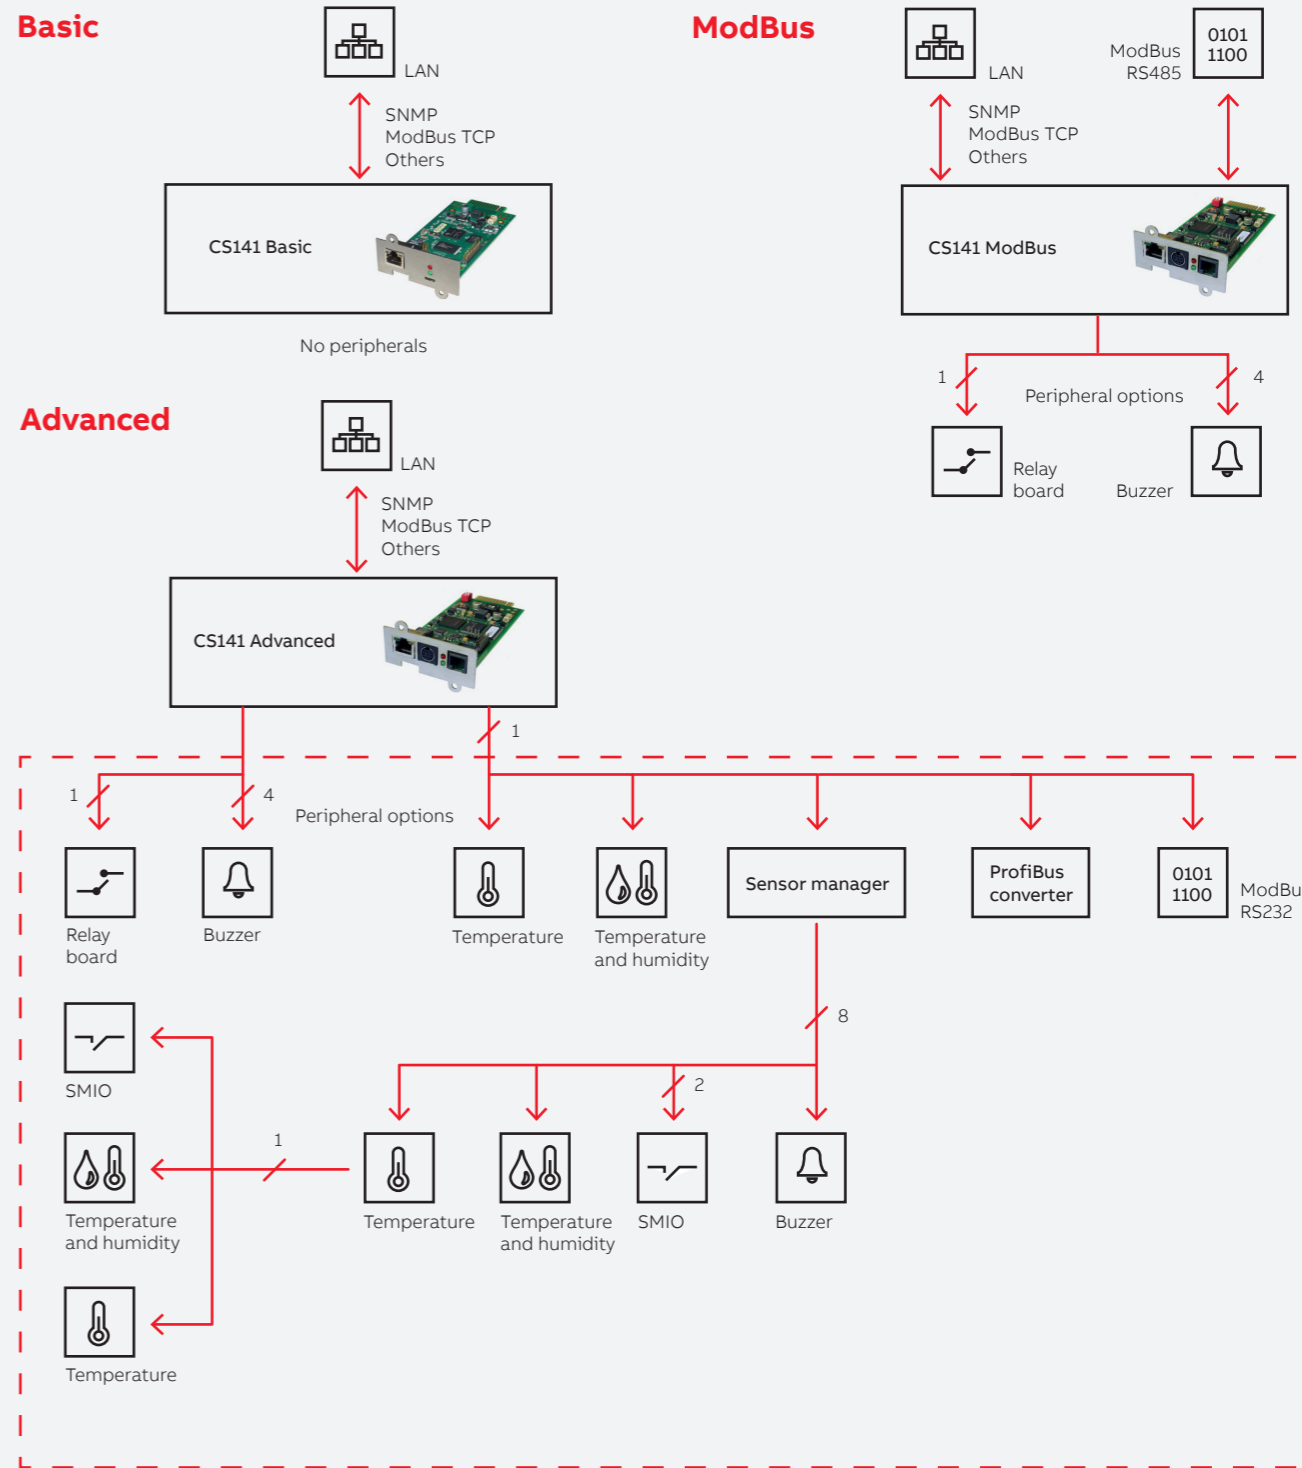 Basic
LAN
SNMP
ModBus TCP
Others
CS141 Basic
No peripherals
ModBus
LAN
ModBus
RS485
0101
1100
SNMP
ModBus TCP
Others
CS141 ModBus
1
4
Peripheral options
Relay
board
Buzzer
Advanced
LAN
SNMP
ModBus TCP
Others
CS141 Advanced
1
1
4
Peripheral options
Relay
board
Buzzer
Temperature
Temperature
and humidity
Sensor manager
ProfiBus
converter
0101
1100
ModBu
RS232
8
2
SMIO
1
Temperature
and humidity
Temperature
Temperature
Temperature
and humidity
SMIO
Buzzer